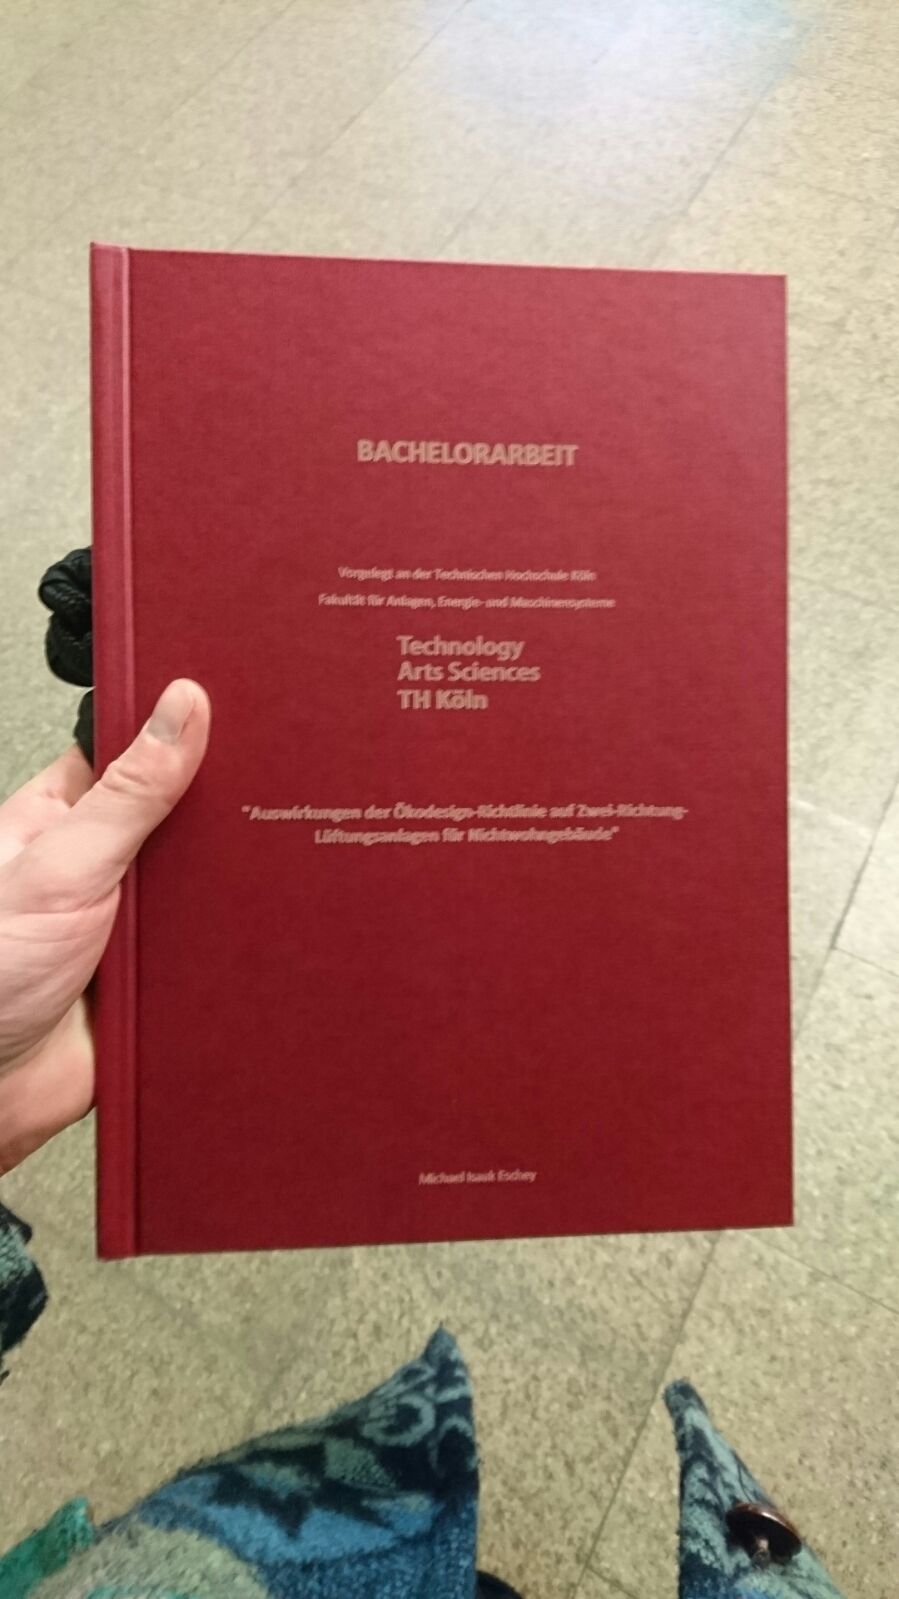 BACHELORARBEIT
Vorgelegt an der Technischen Hochschule Köln
Fakultät für Anlagen, Energie- und Maschinensysteme
Technology
Arts Sciences
TH Köln
"Auswirkungen der Ökodesign-Richtlinie auf Zwei-Richtung-
Lüftungsanlagen für Nichtwohngebäude"
Michael Isauk Eschey